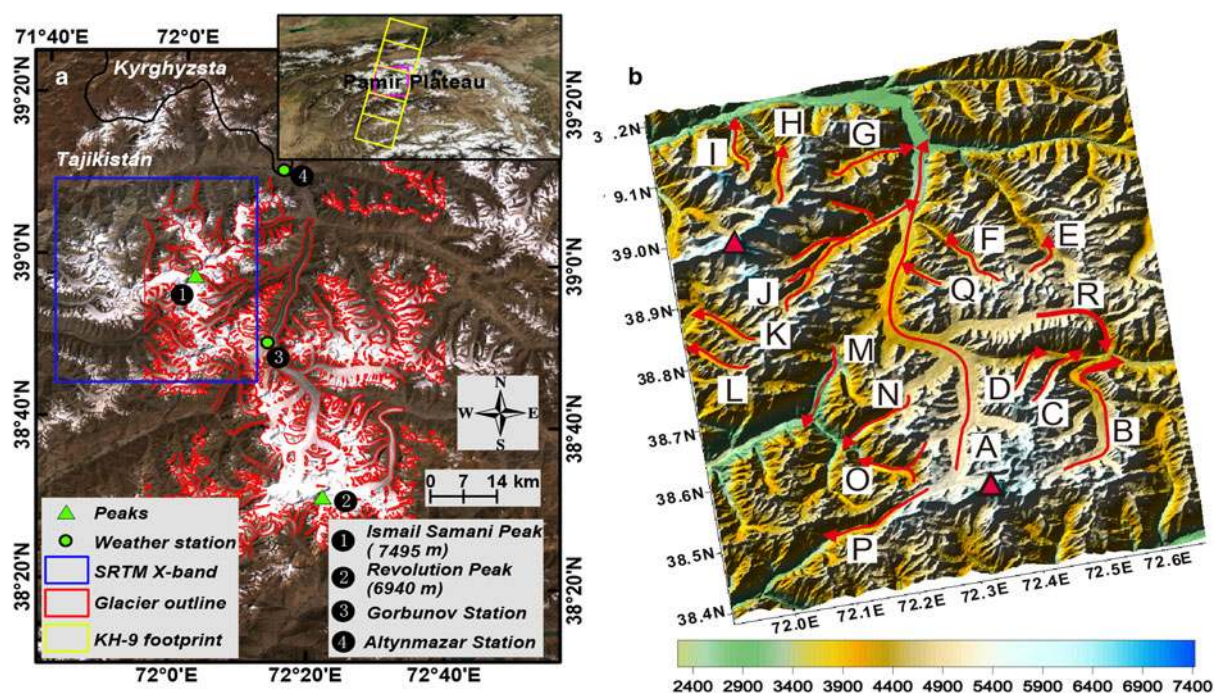 71°40'E
72°0'E
a
Kyrghyzsta
Pamir Plateau
39°20'N
39°20'N
Tajikistan
4
39°0'N
39°0'N
1
3
38°40'N
38°40'N
N
W E
S
0 7 14 km
2
Peaks
Weather station
SRTM X-band
Glacier outline
KH-9 footprint
1 Ismail Samani Peak
( 7495 m)
2 Revolution Peak
(6940 m)
3 Gorbunov Station
4 Altynmazar Station
38°20'N
38°20'N
72°0'E
72°20'E
72°40'E
b
3 .2N
9.1N
39.0N
38.9N
38.8N
38.7N
38.6N
38.5N
38.4N
I
H
G
F
E
J
K
Q
R
L
M
N
D
C
A
B
O
P
72.0E
72.1E
72.2E
72.3E
72.4E
72.5E
72.6E
2400 2900 3400 3900 4400 4900 5400 5900 6400 6900 7400